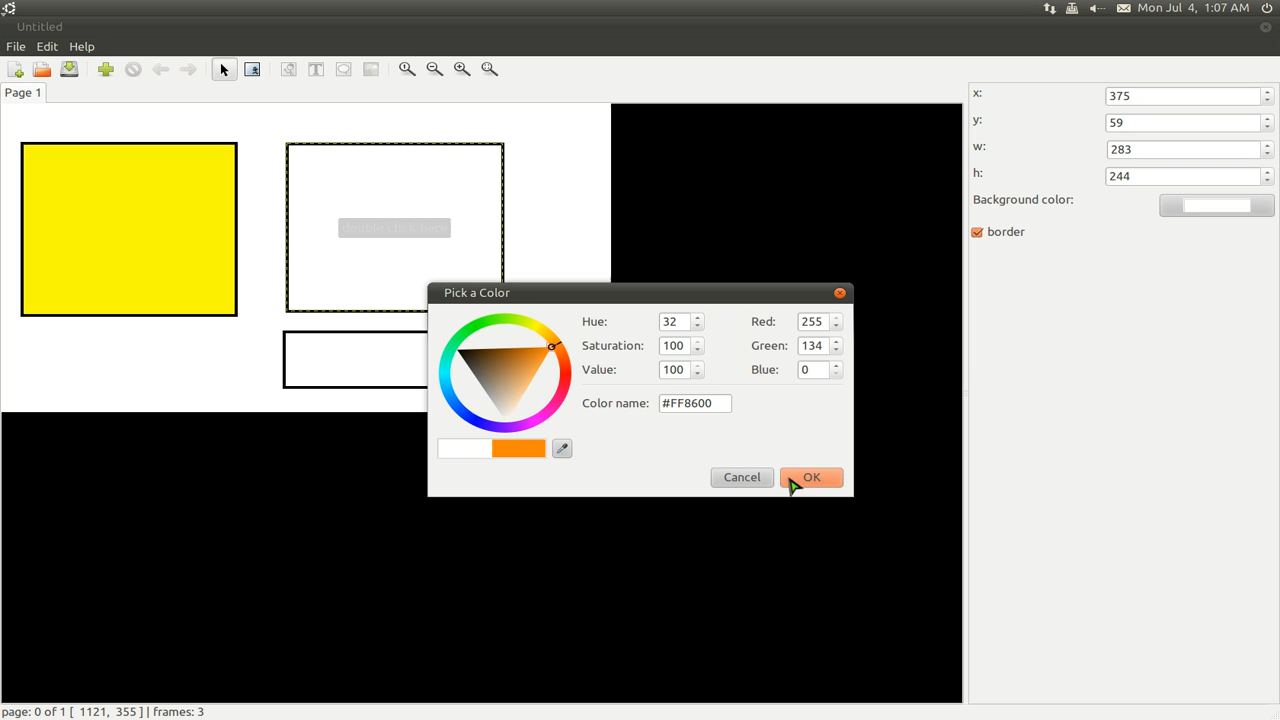 Mon Jul 4, 1:07 AM
Untitled
File Edit Help
Page 1
x: 375
y: 59
w: 283
h: 244
Background color:
border
double click here
Pick a Color
Hue: 32 Red: 255
Saturation: 100 Green: 134
Value: 100 Blue: 0
Color name: #FF8600
Cancel OK
page: 0 of 1 [ 1121, 355 ] | frames: 3